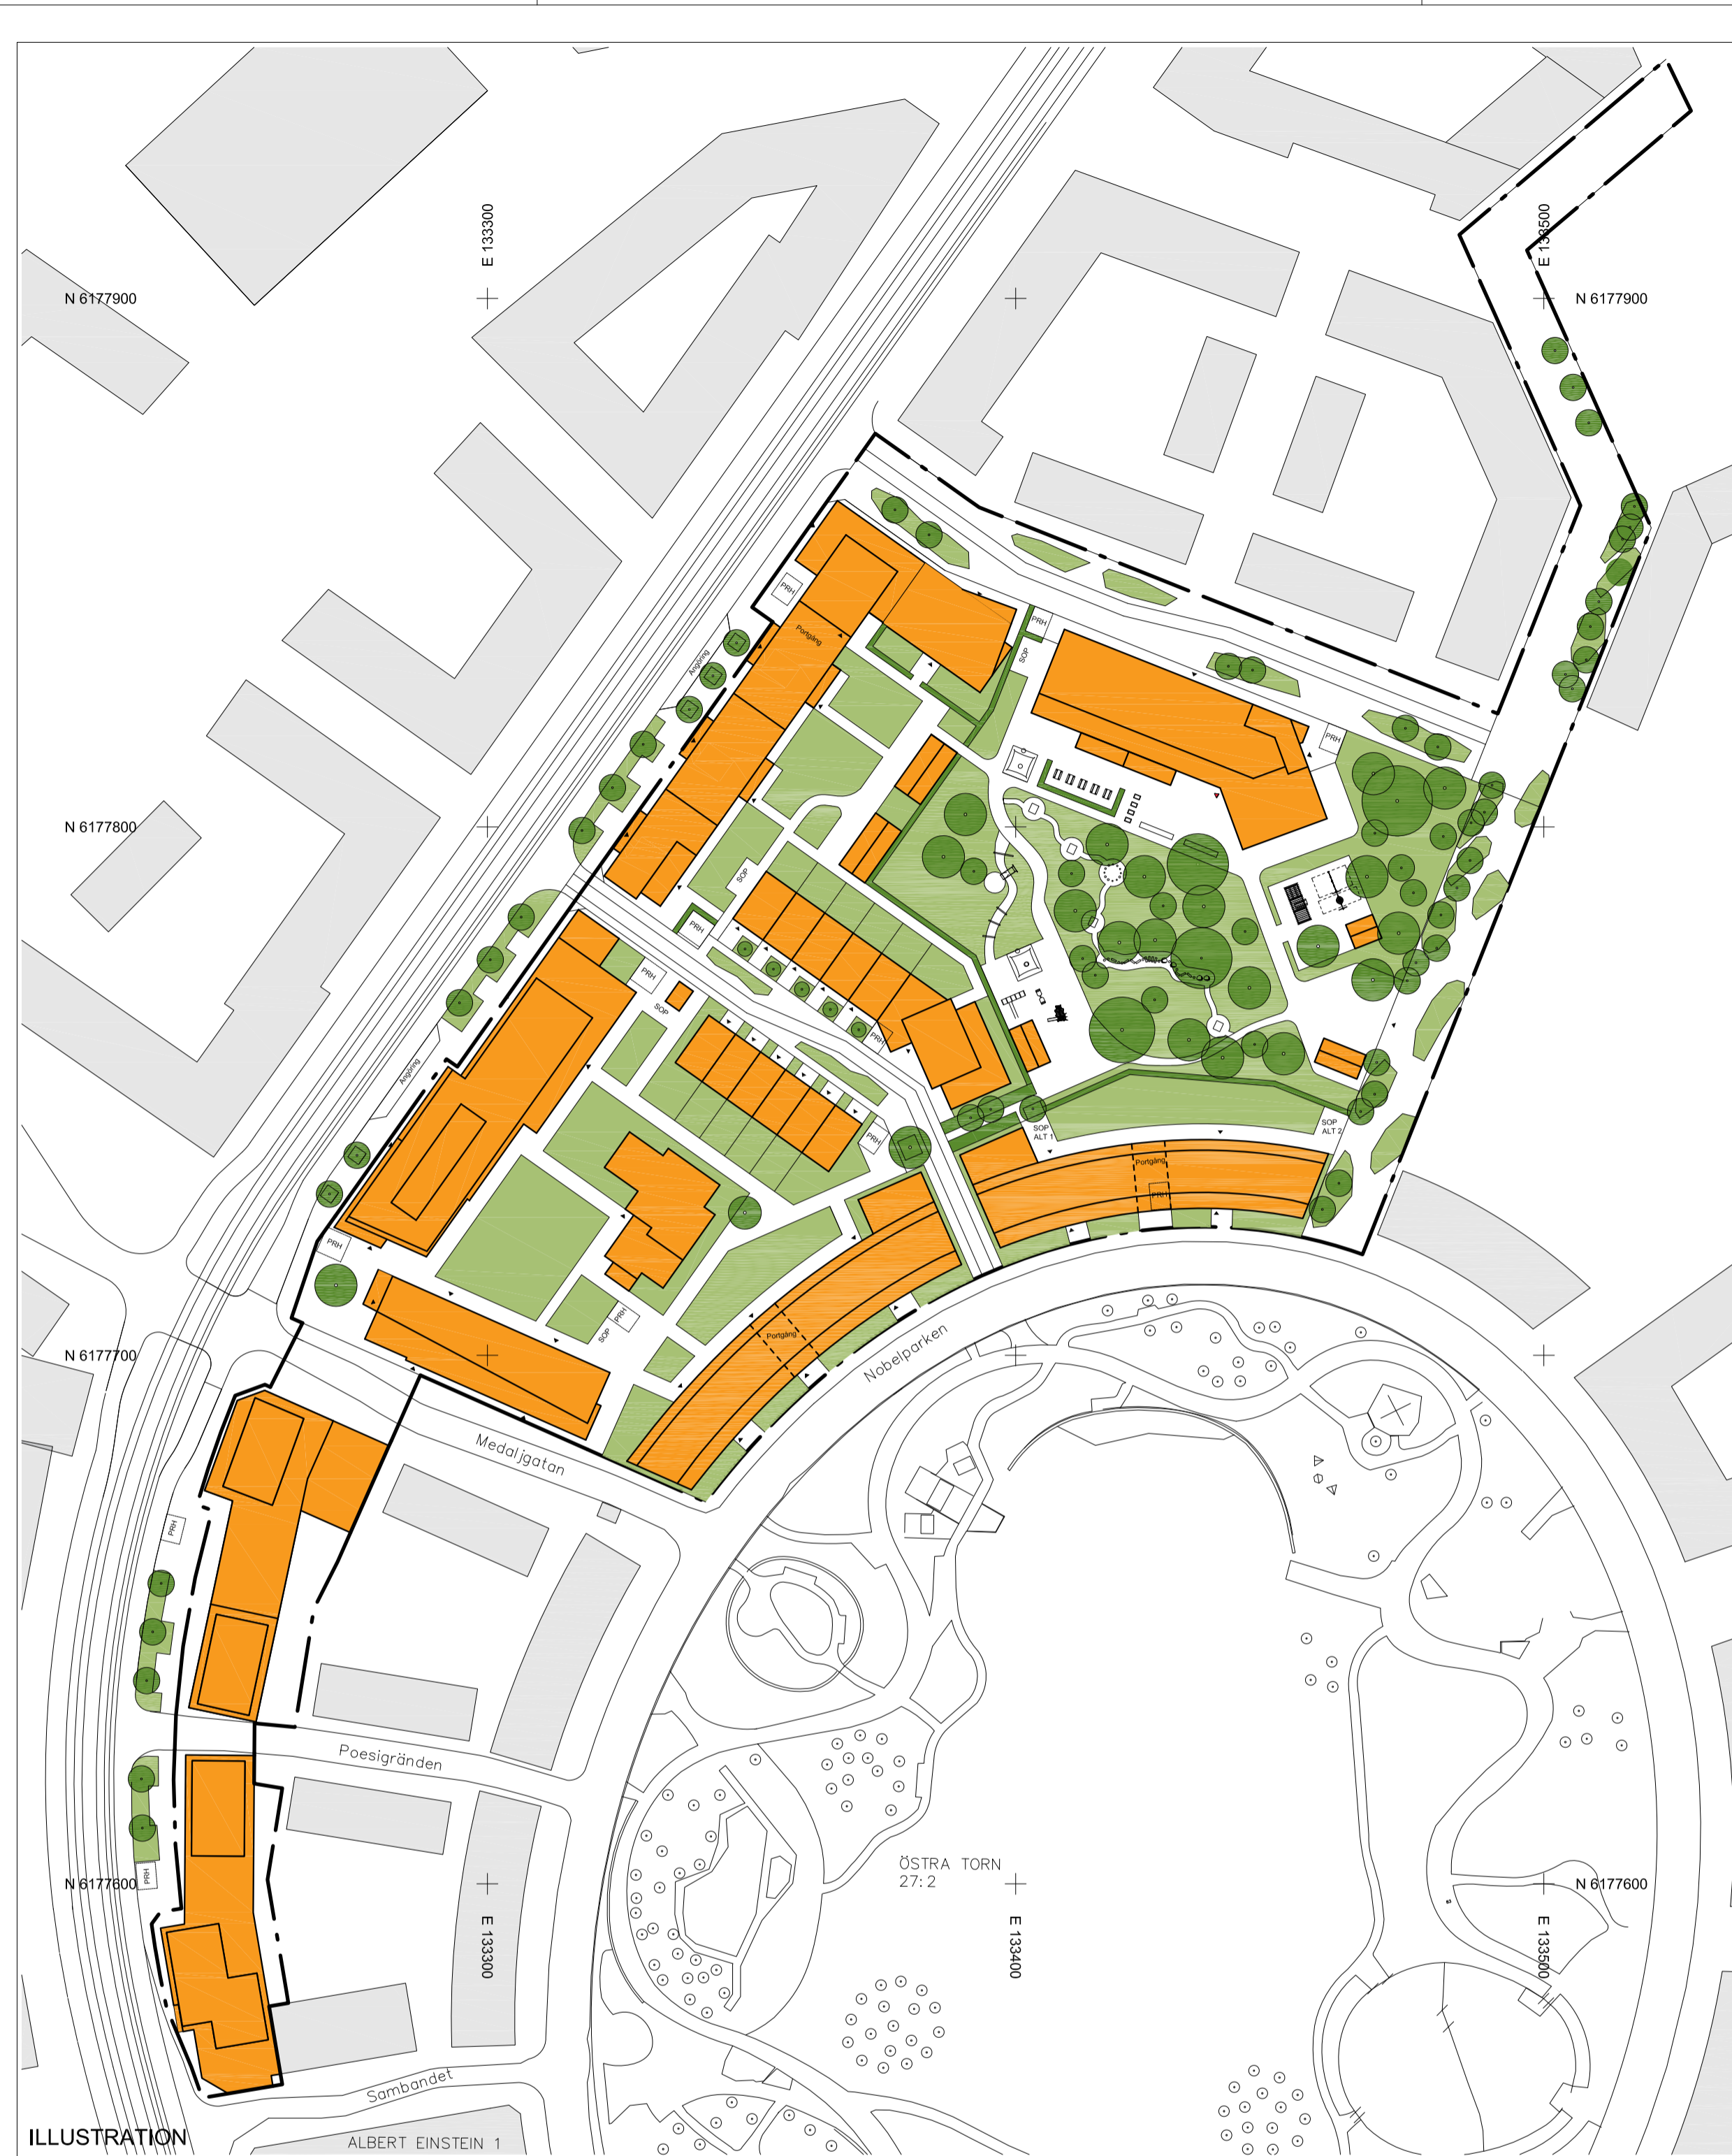 E 133300
E 133500
N 6177900
N 6177900
PRH
PRH
Portgång
Angöring
SOP
PRH
N 6177800
SOP
PRH
PRH
SOP
PRH
Angöring
SOP
ALT 1
SOP
ALT 2
PRH
Portgång
PRH
PRH
PRH
SOP
Portgång
Nobelparken
N 6177700
Medaljgatan
PRH
Poesigränden
PRH
N 6177600
ÖSTRA TORN
27:2
N 6177600
E 133300
E 133400
E 133500
Sambandet
ILLUSTRATION
ALBERT EINSTEIN 1